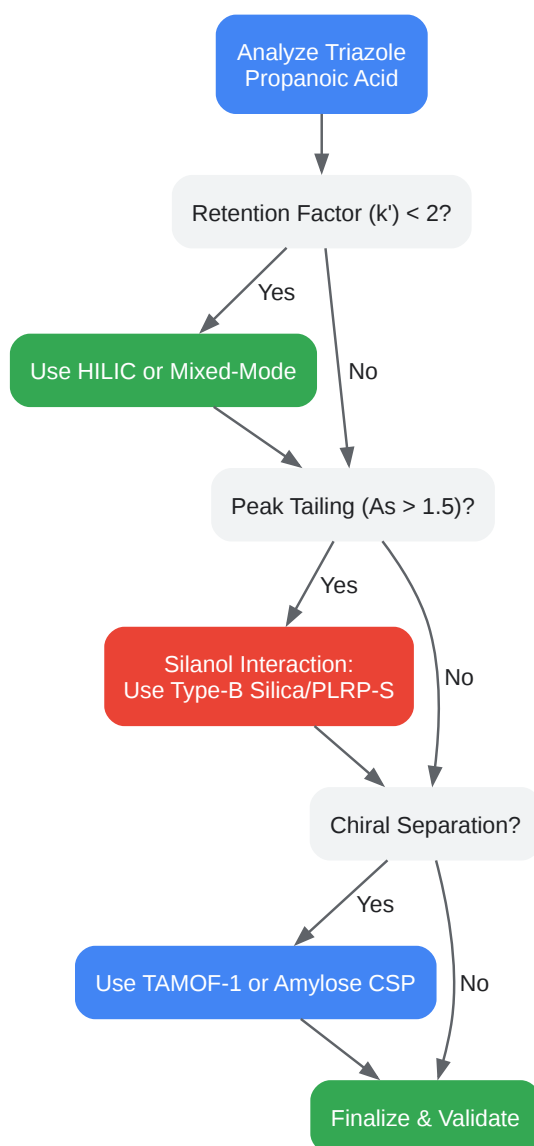 Analyze Triazole
Propanoic Acid
Retention Factor (k') < 2?
Yes
Use HILIC or Mixed-Mode
No
Peak Tailing (As > 1.5)?
Yes
Silanol Interaction:
Use Type-B Silica/PLRP-S
No
Chiral Separation?
Yes
Use TAMOF-1 or Amylose CSP
No
Finalize & Validate